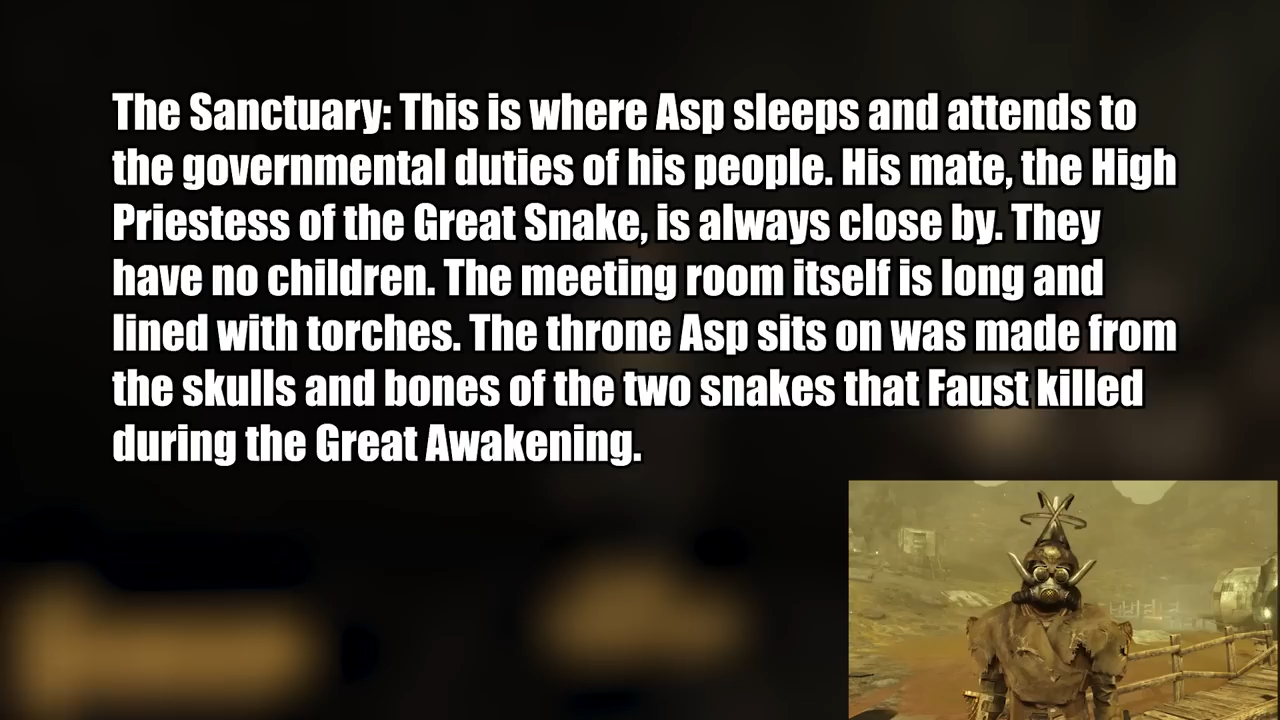 The Sanctuary: This is where Asp sleeps and attends to
the governmental duties of his people. His mate, the High
Priestess of the Great Snake, is always close by. They
have no children. The meeting room itself is long and
lined with torches. The throne Asp sits on was made from
the skulls and bones of the two snakes that Faust killed
during the Great Awakening.